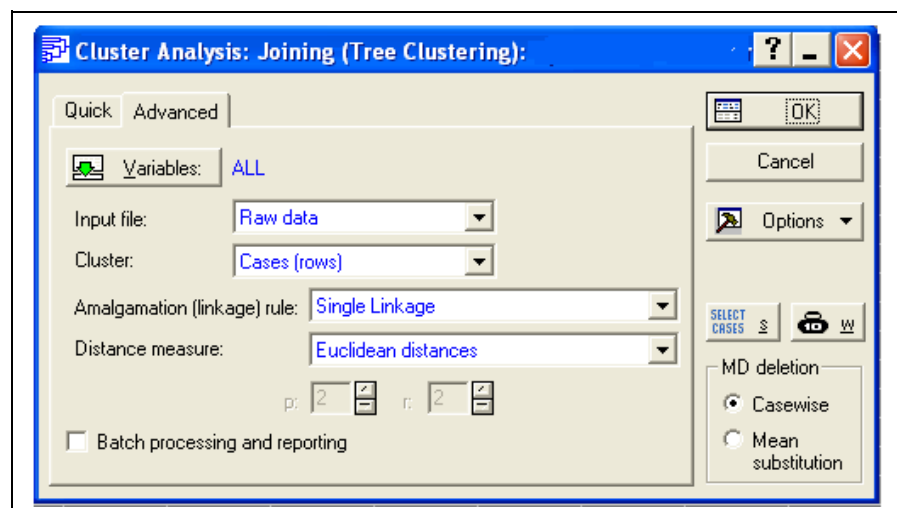 Cluster Analysis: Joining (Tree Clustering):
?
Quick Advanced
OK
Variables: ALL
Cancel
Input file: Raw data
Options
Cluster: Cases (rows)
Amalgamation (linkage) rule: Single Linkage
SELECT CASES S W
Distance measure: Euclidean distances
MD deletion
p: 2 r: 2
Casewise
Batch processing and reporting
Mean
substitution